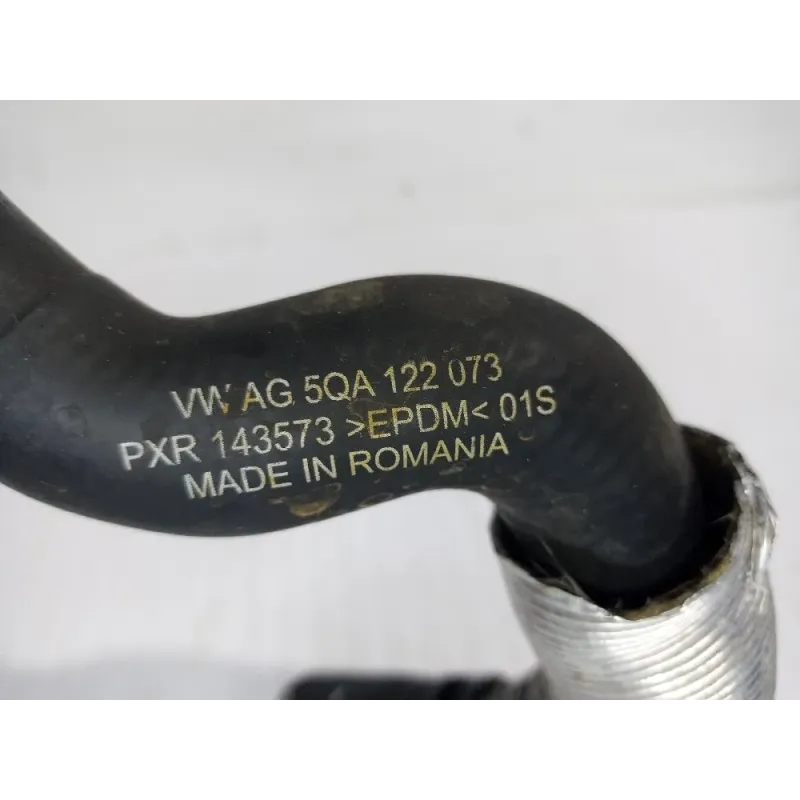 VW AG 5QA 122 073
PXR 143573 >EPDM< 01S
MADE IN ROMANIA